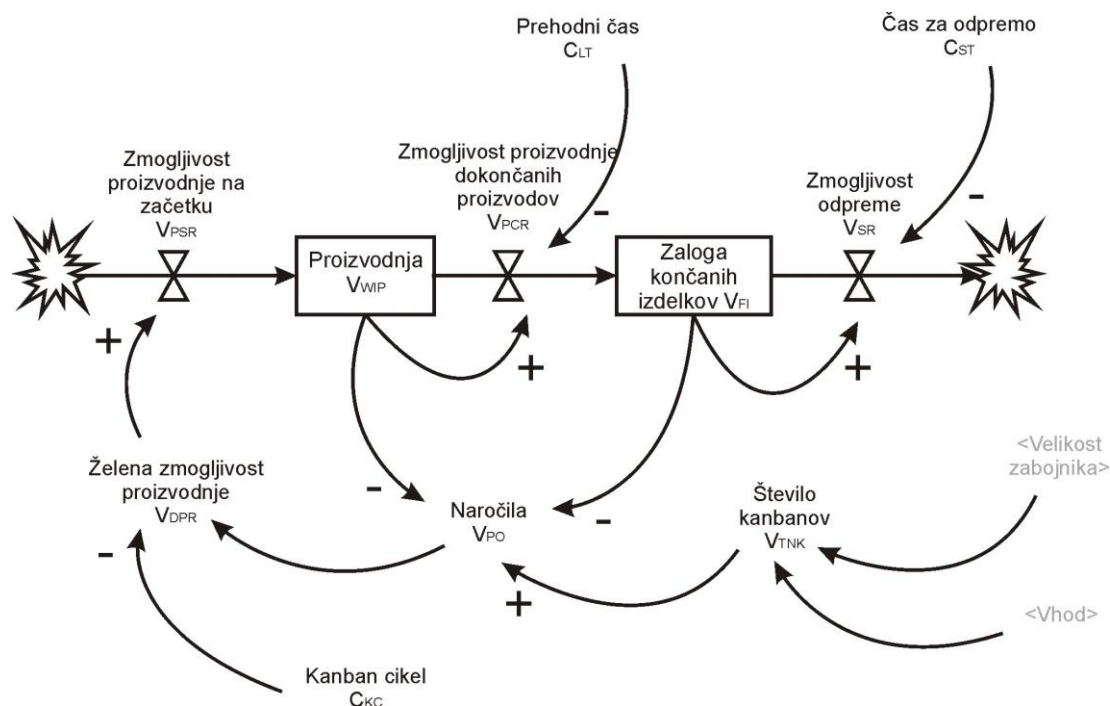 Prehodni čas
CLT
Čas za odpremo
CST
Zmogljivost
proizvodnje na
začetku
VPSR
Zmogljivost proizvodnje
dokončanih
proizvodov
VPCR
Zmogljivost
odpreme
VSR
-
-
Proizvodnja
VWIP
Zaloga
končanih
izdelkov VFI
+
+
+
Želena zmogljivost
proizvodnje
VDPR
-
-
-
Naročila
VPO
+
Število
kanbanov
VTNK
<Velikost
zabojnika>
<Vhod>
Kanban cikel
CKC